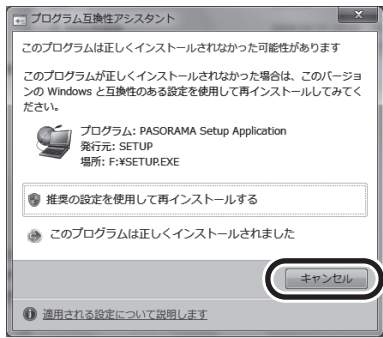 プログラム互換性アシスタント
このプログラムは正しくインストールされなかった可能性があります
このプログラムが正しくインストールされなかった場合は、このバージョ
ンの Windows と互換性のある設定を使用して再インストールしてみてく
ださい。
プログラム: PASORAMA Setup Application
発行元: SETUP
場所: F:¥SETUP.EXE
推奨の設定を使用して再インストールする
このプログラムは正しくインストールされました
キャンセル
適用される設定について説明します